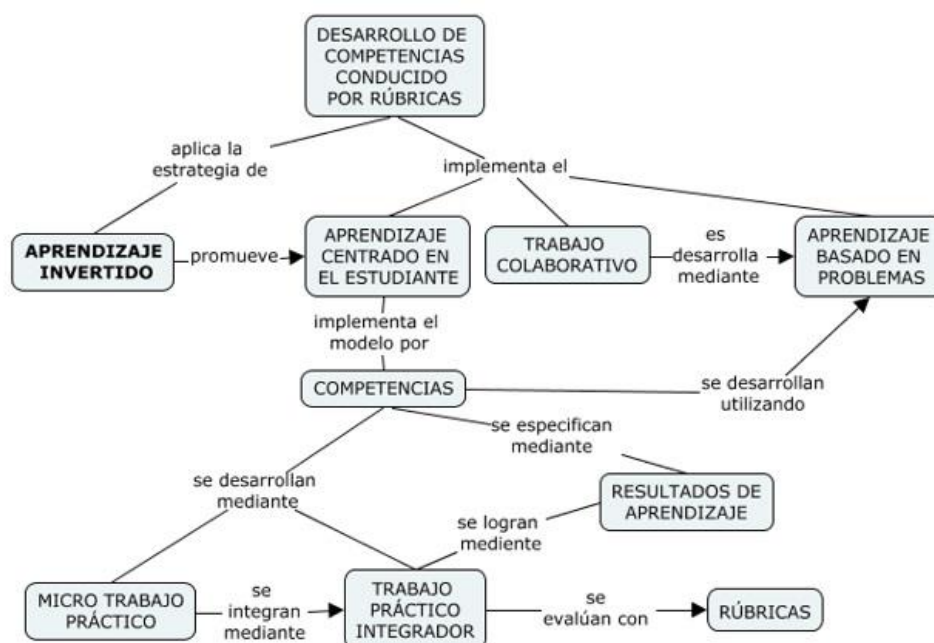 DESARROLLO DE
COMPETENCIAS
CONDUCIDO
POR RÚBRICAS
aplica la
estrategia de
implementa el
APRENDIZAJE
INVERTIDO
promueve
APRENDIZAJE
CENTRADO EN
EL ESTUDIANTE
TRABAJO
COLABORATIVO
es
desarrolla
mediante
APRENDIZAJE
BASADO EN
PROBLEMAS
implementa el
modelo por
COMPETENCIAS
se desarrollan
utilizando
se especifican
mediante
se desarrollan
mediante
RESULTADOS DE
APRENDIZAJE
se logran
mediente
MICRO TRABAJO
PRÁCTICO
se
integran
mediante
TRABAJO
PRÁCTICO
INTEGRADOR
se
evalúan con
RÚBRICAS